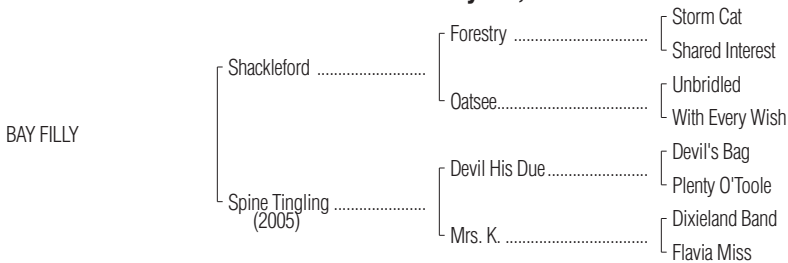 Storm Cat
Forestry ..............................
Shared Interest
Shackleford .........................
Unbridled
Oatsee..................................
With Every Wish
BAY FILLY
Devil's Bag
Devil His Due.......................
Plenty O'Toole
Spine Tingling .....................
(2005)
Dixieland Band
Mrs. K. ................................
Flavia Miss